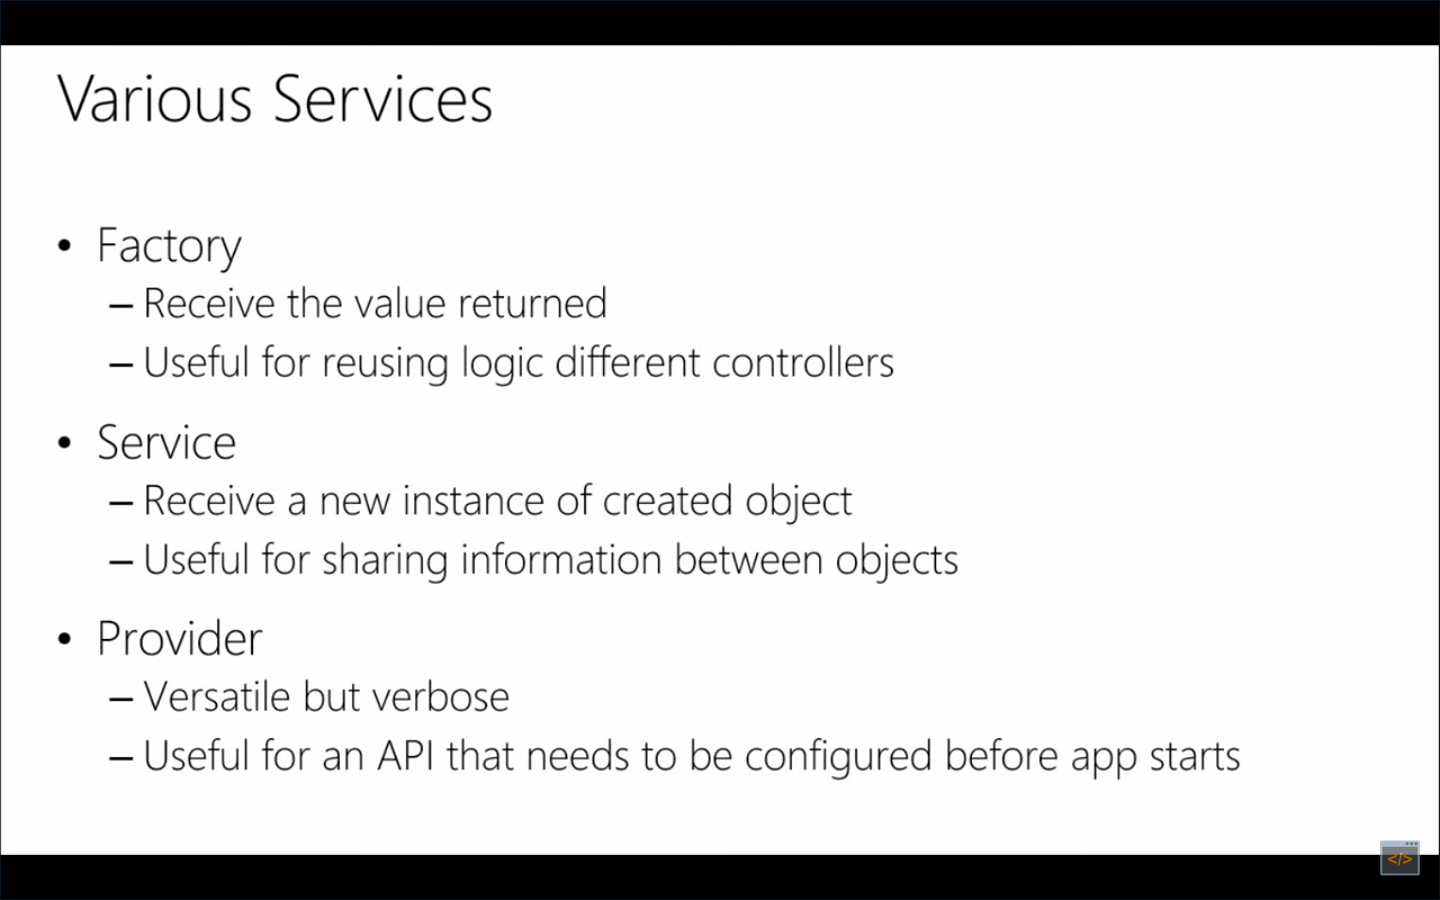 Various Services
• Factory
– Receive the value returned
– Useful for reusing logic different controllers
• Service
– Receive a new instance of created object
– Useful for sharing information between objects
• Provider
– Versatile but verbose
– Useful for an API that needs to be configured before app starts
</>